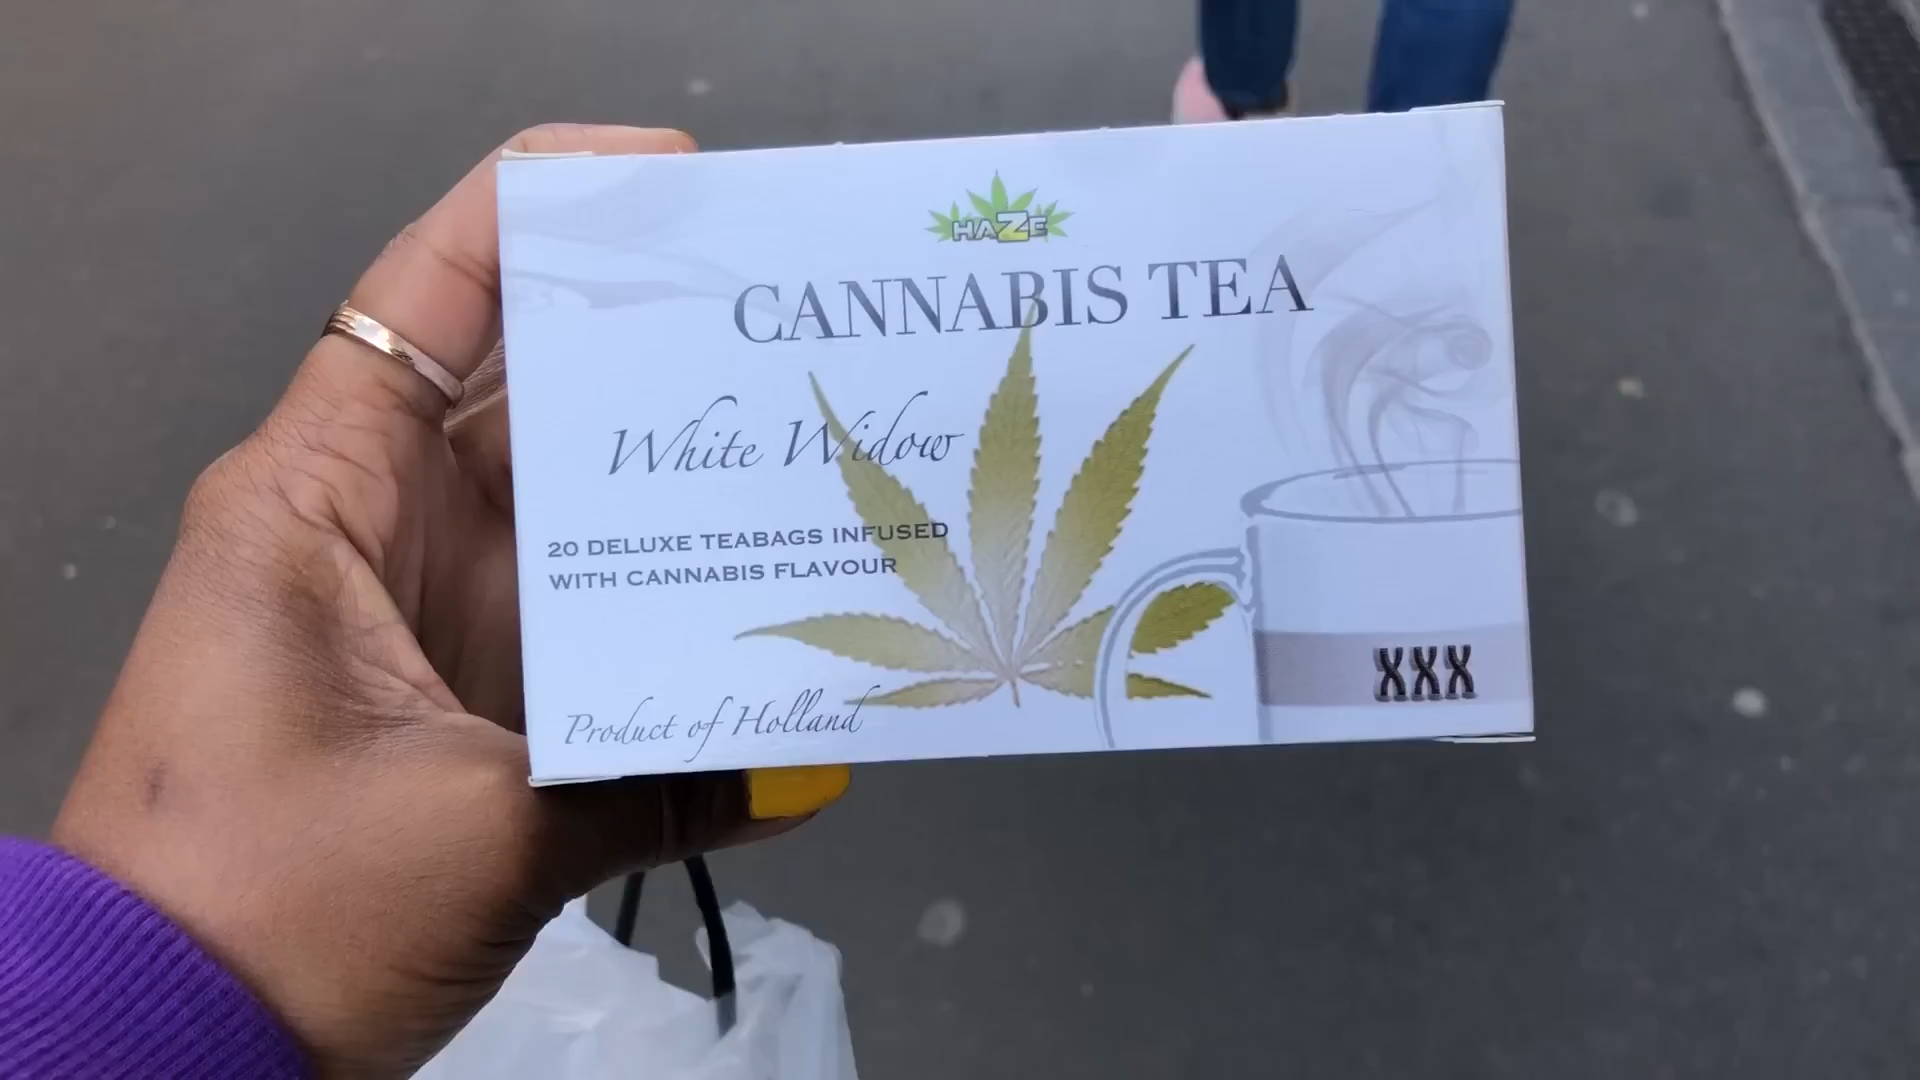 HAZE
CANNABIS TEA
White Widow
20 DELUXE TEABAGS INFUSED
WITH CANNABIS FLAVOUR
Product of Holland
XXX